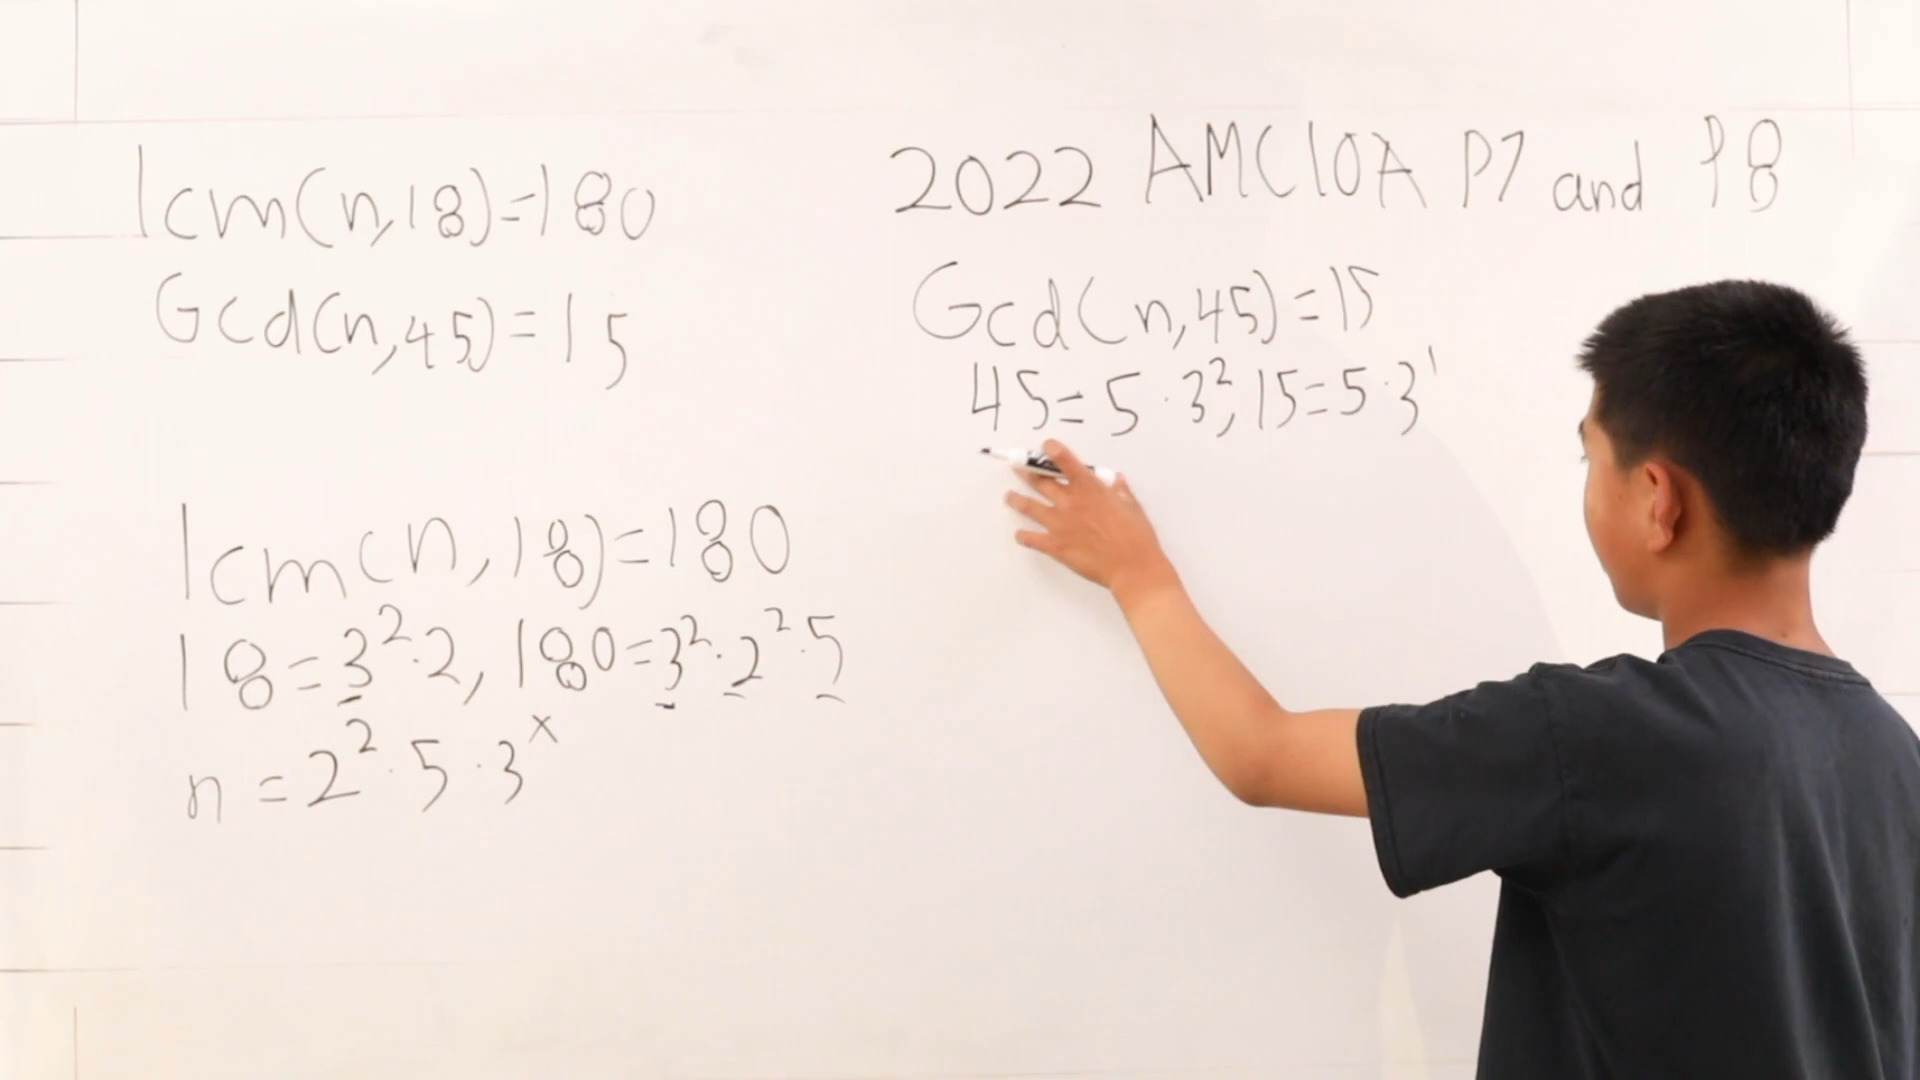 lcm(n,18)=180
Gcd(n,45)=15
lcm(n,18)=180
18=3²·2, 180=3²·2²·5
n=2²·5·3ˣ
2022 AMC10A P7 and P8
Gcd(n,45)=15
45=5·3², 15=5·3¹